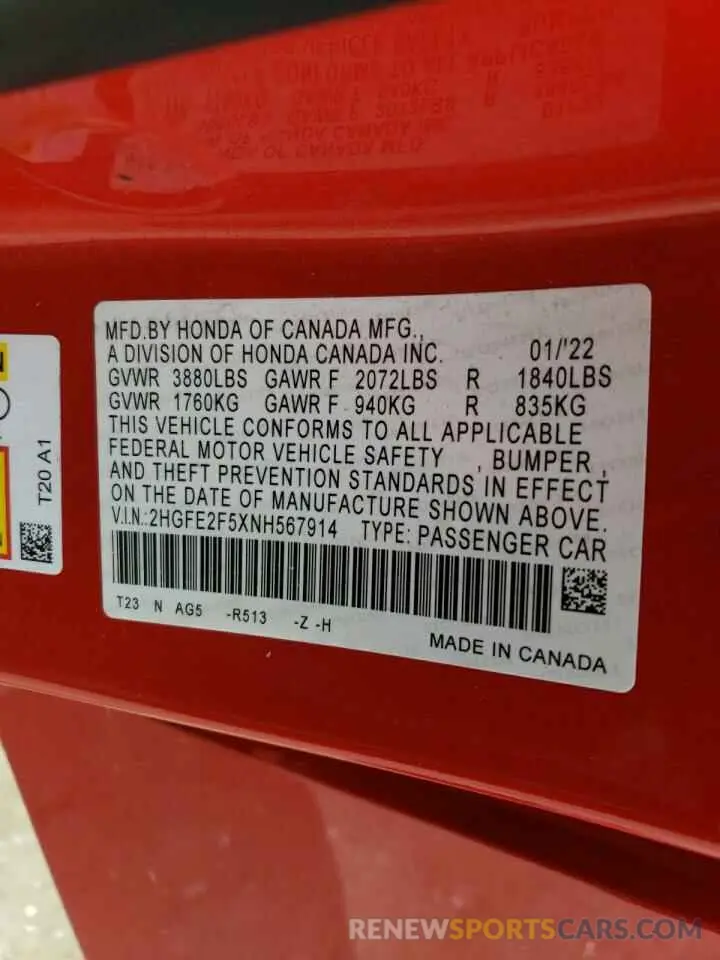 MFD.BY HONDA OF CANADA MFG.,
A DIVISION OF HONDA CANADA INC. 01/'22
GVWR 3880LBS GAWR F 2072LBS R 1840LBS
GVWR 1760KG GAWR F 940KG R 835KG
THIS VEHICLE CONFORMS TO ALL APPLICABLE
FEDERAL MOTOR VEHICLE SAFETY , BUMPER ,
AND THEFT PREVENTION STANDARDS IN EFFECT
ON THE DATE OF MANUFACTURE SHOWN ABOVE.
V.I.N.:2HGFE2F5XNH567914 TYPE: PASSENGER CAR
T23 N AG5 -R513 -Z -H
MADE IN CANADA
T20 A1
RENEWSPORTSCARS.COM